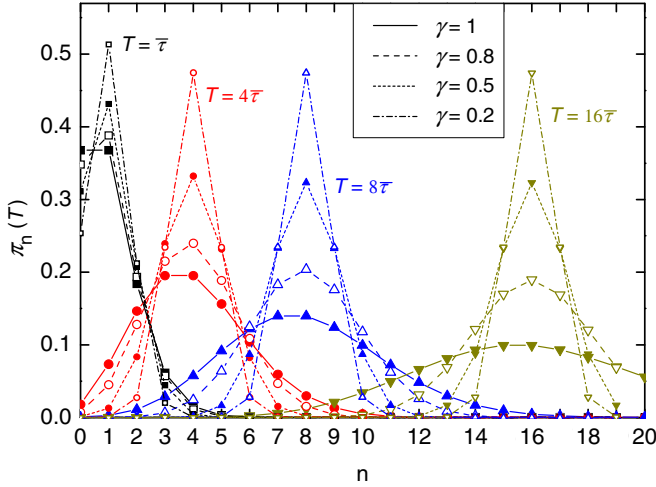 0.5
0.4
0.3
0.2
0.1
0.0
πn (T)
T = τ̅
T = 4τ̅
T = 8τ̅
T = 16τ̅
γ = 1
γ = 0.8
γ = 0.5
γ = 0.2
0 1 2 3 4 5 6 7 8 9 10 12 14 16 18 20
n